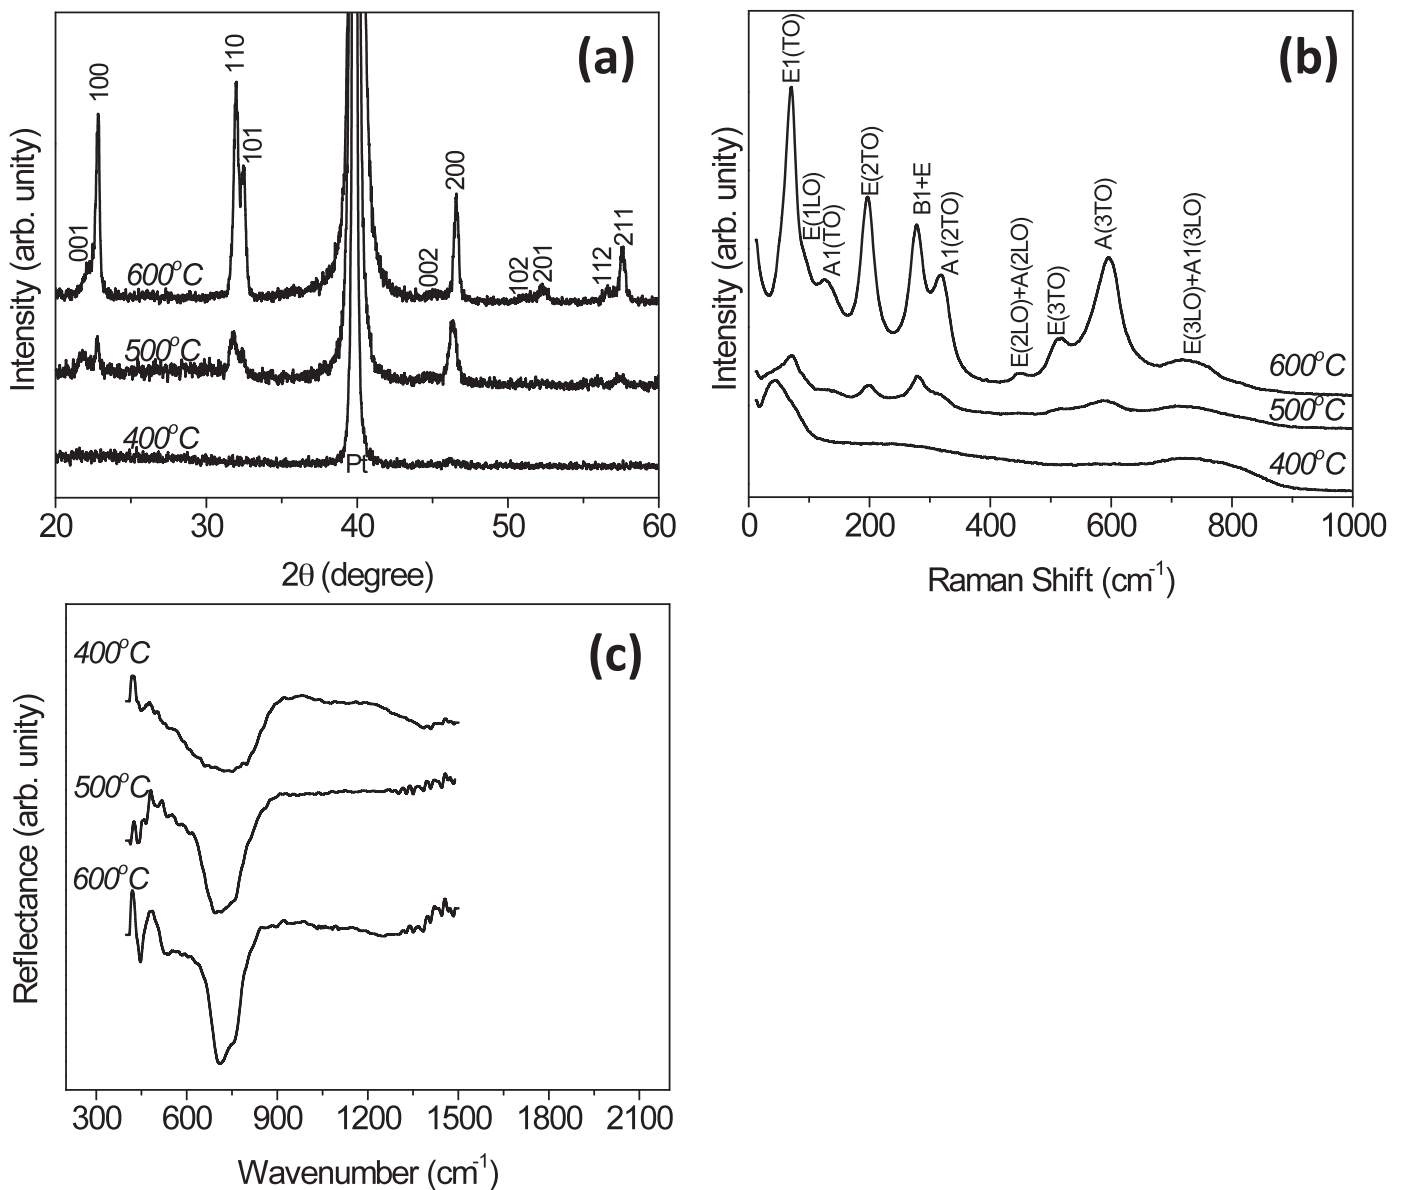 (a)
Intensity (arb. unity)
001
100
110
101
002
200
102
201
112
211
600°C
500°C
400°C
Pt
20 30 40 50 60
2θ (degree)
(b)
Intensity (arb. unity)
E1(TO)
E(1LO)
A1(TO)
E(2TO)
B1+E
A1(2TO)
E(2LO)+A(2LO)
E(3TO)
A(3TO)
E(3LO)+A1(3LO)
600°C
500°C
400°C
0 200 400 600 800 1000
Raman Shift (cm⁻¹)
(c)
Reflectance (arb. unity)
400°C
500°C
600°C
300 600 900 1200 1500 1800 2100
Wavenumber (cm⁻¹)